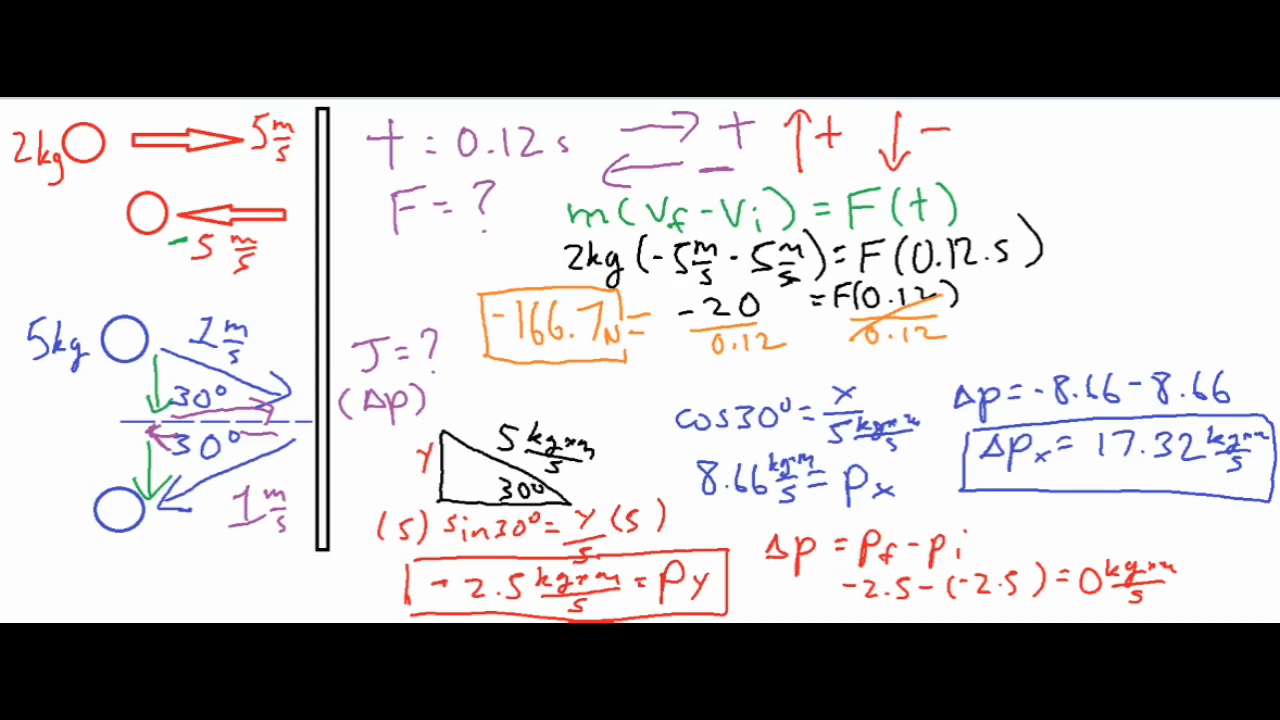 2kg 5 m/s
-5 m/s
t = 0.12 s → + ↑ + ↓ -
← -
F = ?
m(Vf - Vi) = F(t)
2kg (-5 m/s - 5 m/s) = F(0.12 s)
-166.7 N = -20/0.12 = F(0.12)/0.12
5kg 1 m/s
30°
30°
1 m/s
J = ?
(Δp)
Y 5 kg×m/s
30°
(5) sin30° = Y/5 (5)
-2.5 kg×m/s = Py
cos30° = x/5 kg×m/s
8.66 kg×m/s = Px
Δp = -8.66 - 8.66
Δpx = 17.32 kg×m/s
Δp = Pf - Pi
-2.5 - (-2.5) = 0 kg×m/s